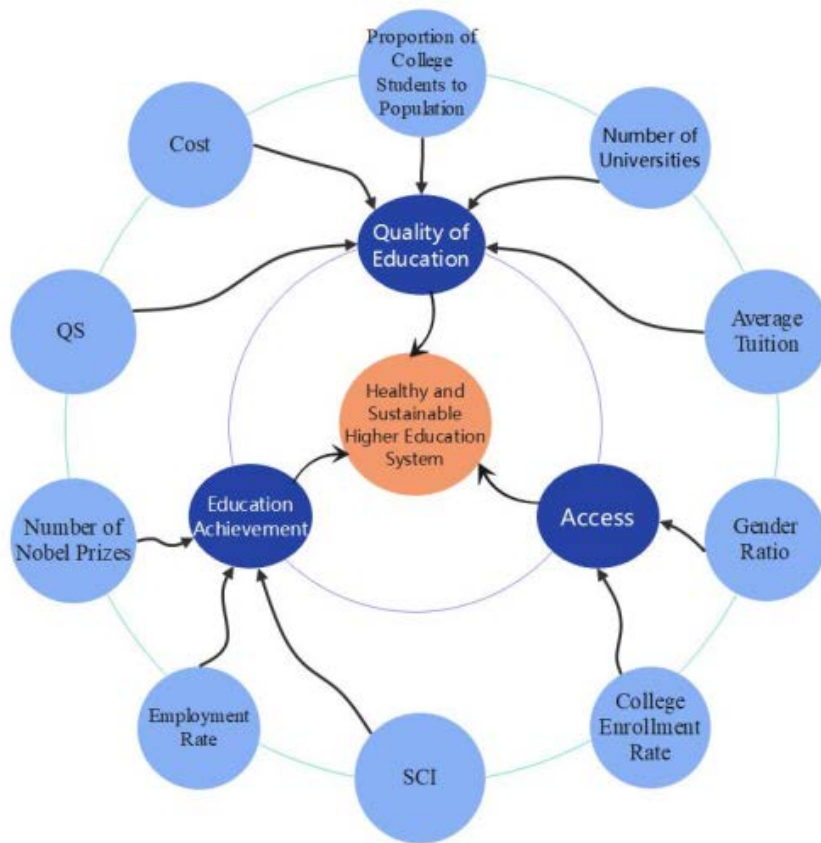 Proportion of
College
Students to
Population
Cost
Number of
Universities
Quality of
Education
QS
Average
Tuition
Healthy and
Sustainable
Higher Education
System
Education
Achievement
Access
Number of
Nobel Prizes
Gender
Ratio
Employment
Rate
SCI
College
Enrollment
Rate